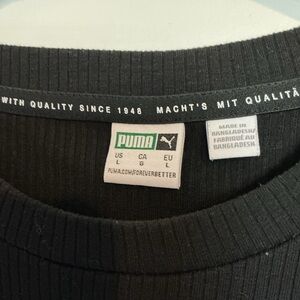 WITH QUALITY SINCE 1948 MACHT'S MIT QUALITÄ
PUMA
US CA EU
L G L
PUMA.COM/FOREVERBETTER
MADE IN
BANGLADESH/
FABRIQUÉ AU
BANGLADESH